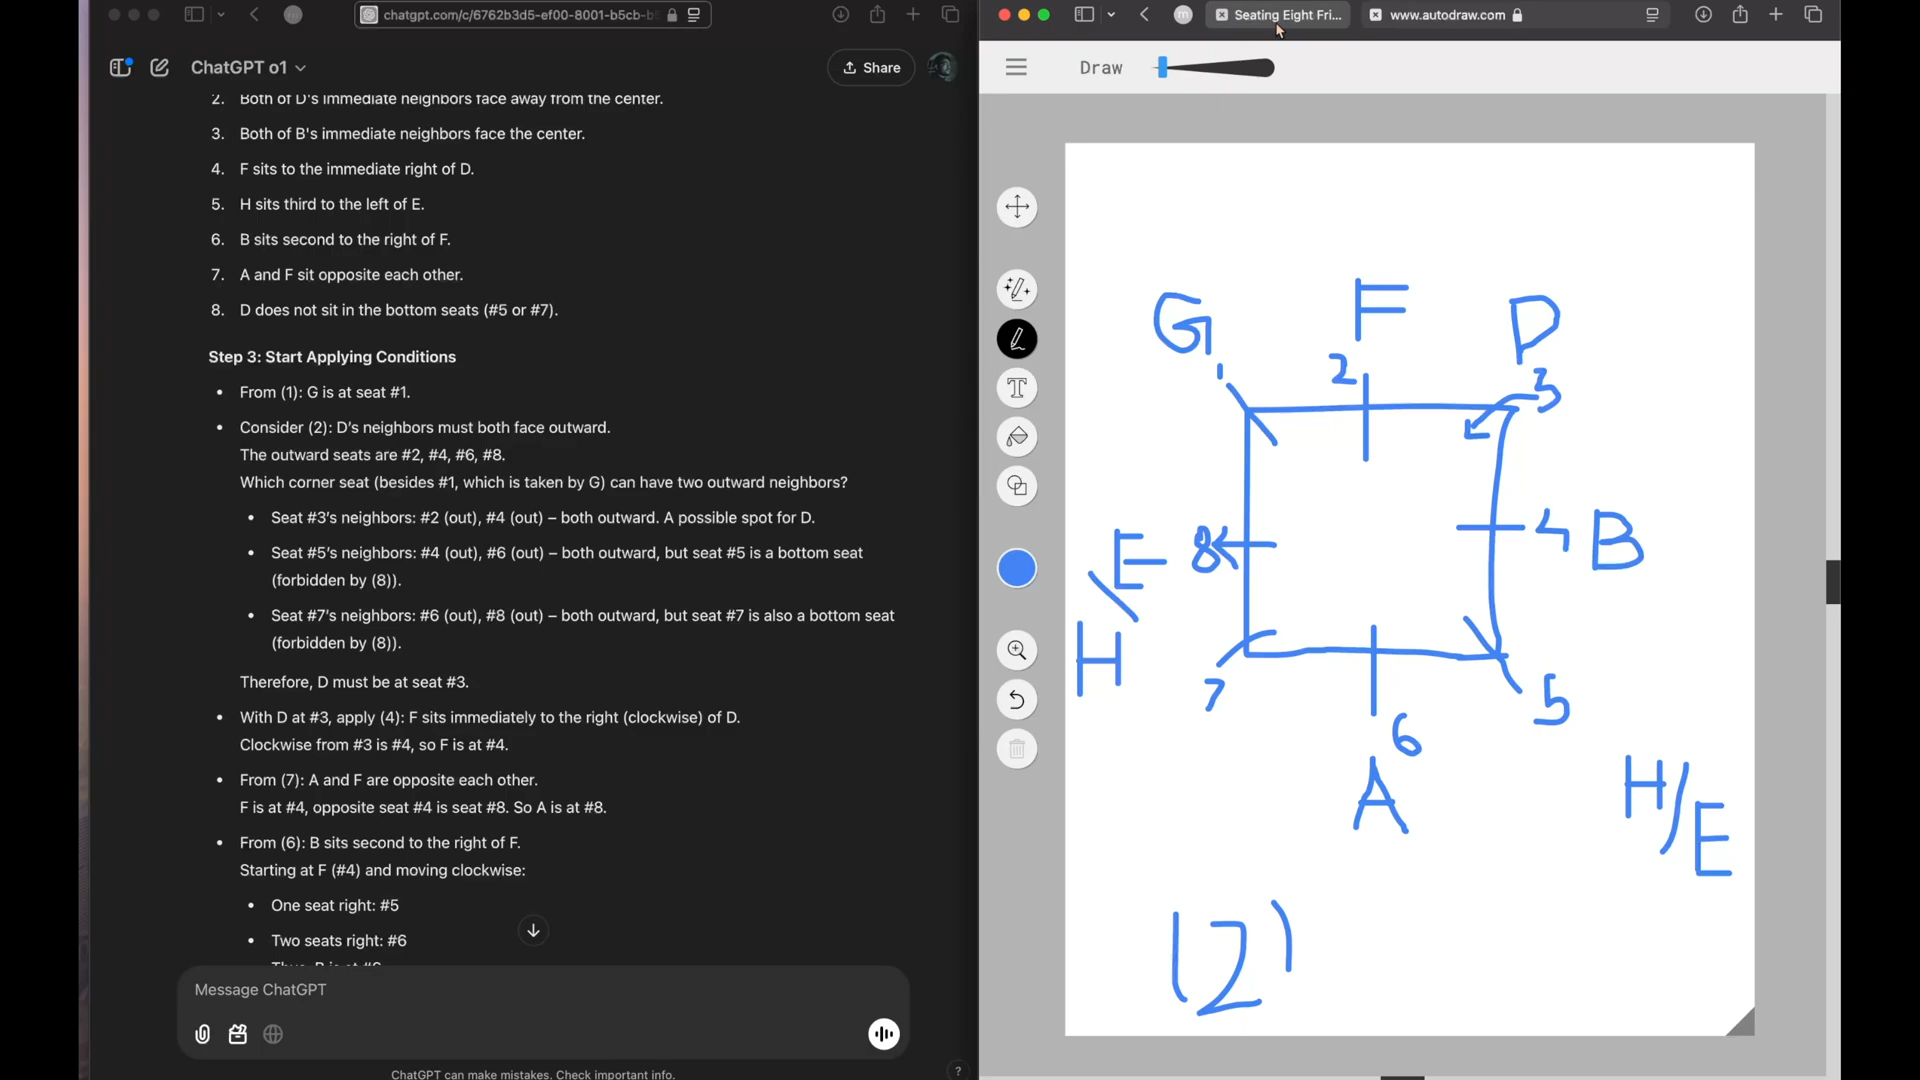 chatgpt.com/c/6762b3d5-ef00-8001-b5cb-b
ChatGPT o1
Share
2. Both of D's immediate neighbors face away from the center.
3. Both of B's immediate neighbors face the center.
4. F sits to the immediate right of D.
5. H sits third to the left of E.
6. B sits second to the right of F.
7. A and F sit opposite each other.
8. D does not sit in the bottom seats (#5 or #7).
Step 3: Start Applying Conditions
• From (1): G is at seat #1.
• Consider (2): D’s neighbors must both face outward.
The outward seats are #2, #4, #6, #8.
Which corner seat (besides #1, which is taken by G) can have two outward neighbors?
• Seat #3’s neighbors: #2 (out), #4 (out) – both outward. A possible spot for D.
• Seat #5’s neighbors: #4 (out), #6 (out) – both outward, but seat #5 is a bottom seat
(forbidden by (8)).
• Seat #7’s neighbors: #6 (out), #8 (out) – both outward, but seat #7 is also a bottom seat
(forbidden by (8)).
Therefore, D must be at seat #3.
• With D at #3, apply (4): F sits immediately to the right (clockwise) of D.
Clockwise from #3 is #4, so F is at #4.
• From (7): A and F are opposite each other.
F is at #4, opposite seat #4 is seat #8. So A is at #8.
• From (6): B sits second to the right of F.
Starting at F (#4) and moving clockwise:
• One seat right: #5
• Two seats right: #6
Message ChatGPT
ChatGPT can make mistakes. Check important info.
?
m
Seating Eight Fri...
www.autodraw.com
Draw
T
G F D
1 2 3
E 8 4 B
H
7 6 5
A
H/E
(2)